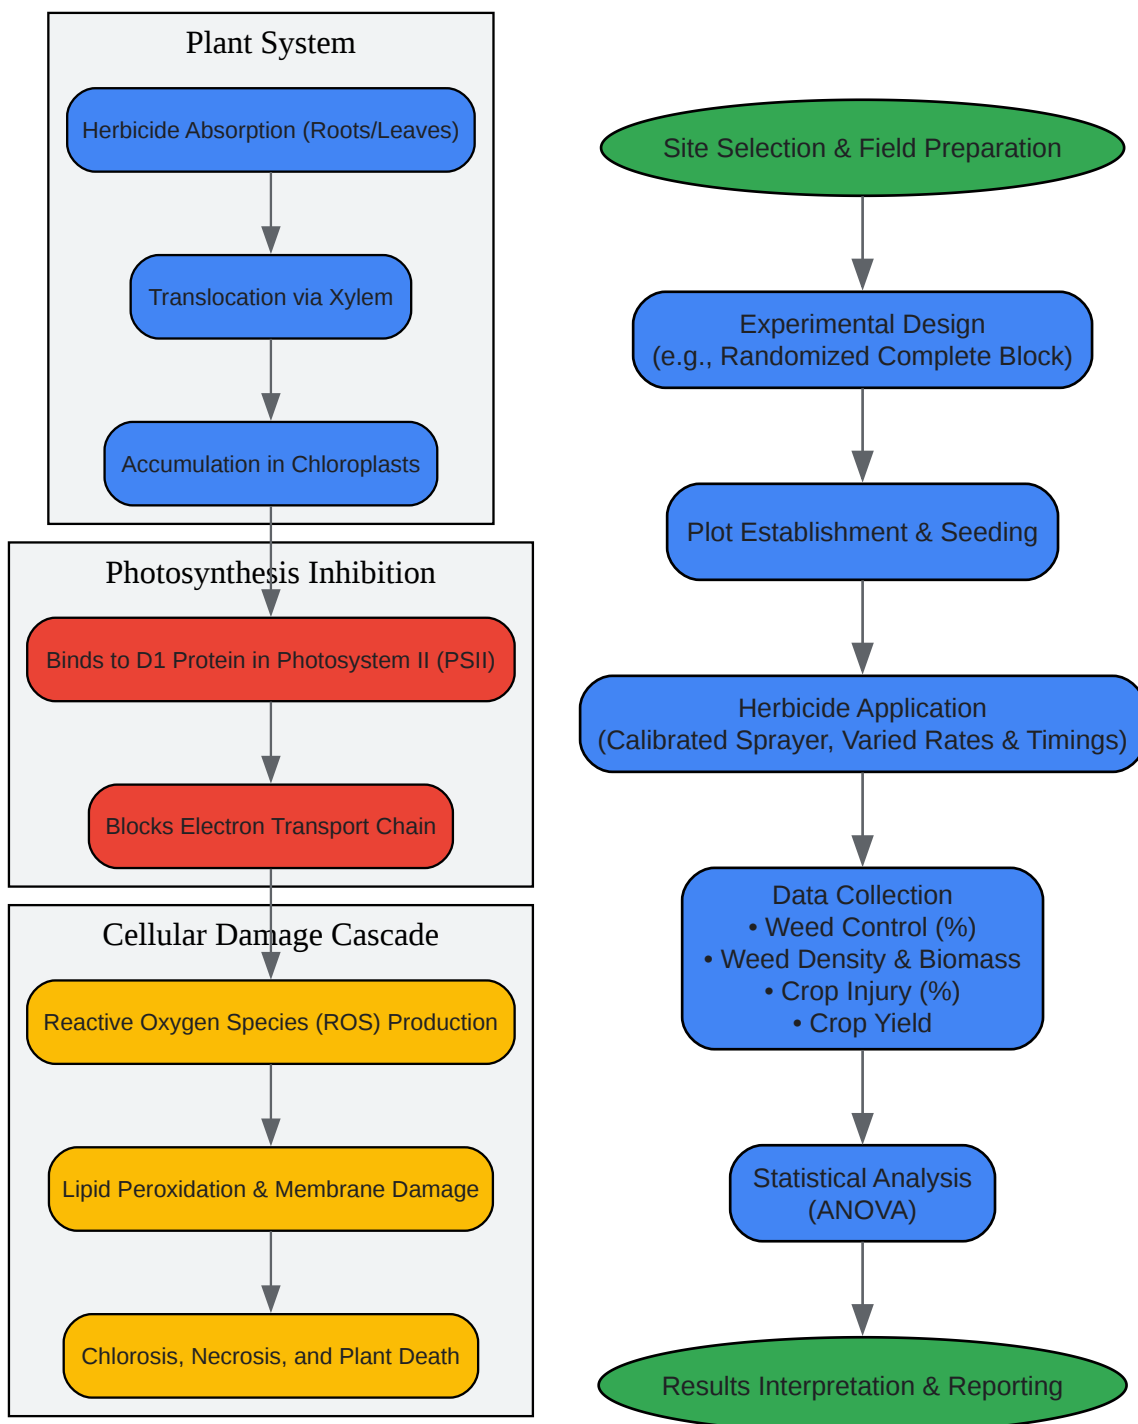 Plant System
Herbicide Absorption (Roots/Leaves)
Translocation via Xylem
Accumulation in Chloroplasts
Photosynthesis Inhibition
Binds to D1 Protein in Photosystem II (PSII)
Blocks Electron Transport Chain
Cellular Damage Cascade
Reactive Oxygen Species (ROS) Production
Lipid Peroxidation & Membrane Damage
Chlorosis, Necrosis, and Plant Death
Site Selection & Field Preparation
Experimental Design
(e.g., Randomized Complete Block)
Plot Establishment & Seeding
Herbicide Application
(Calibrated Sprayer, Varied Rates & Timings)
Data Collection
• Weed Control (%)
• Weed Density & Biomass
• Crop Injury (%)
• Crop Yield
Statistical Analysis
(ANOVA)
Results Interpretation & Reporting